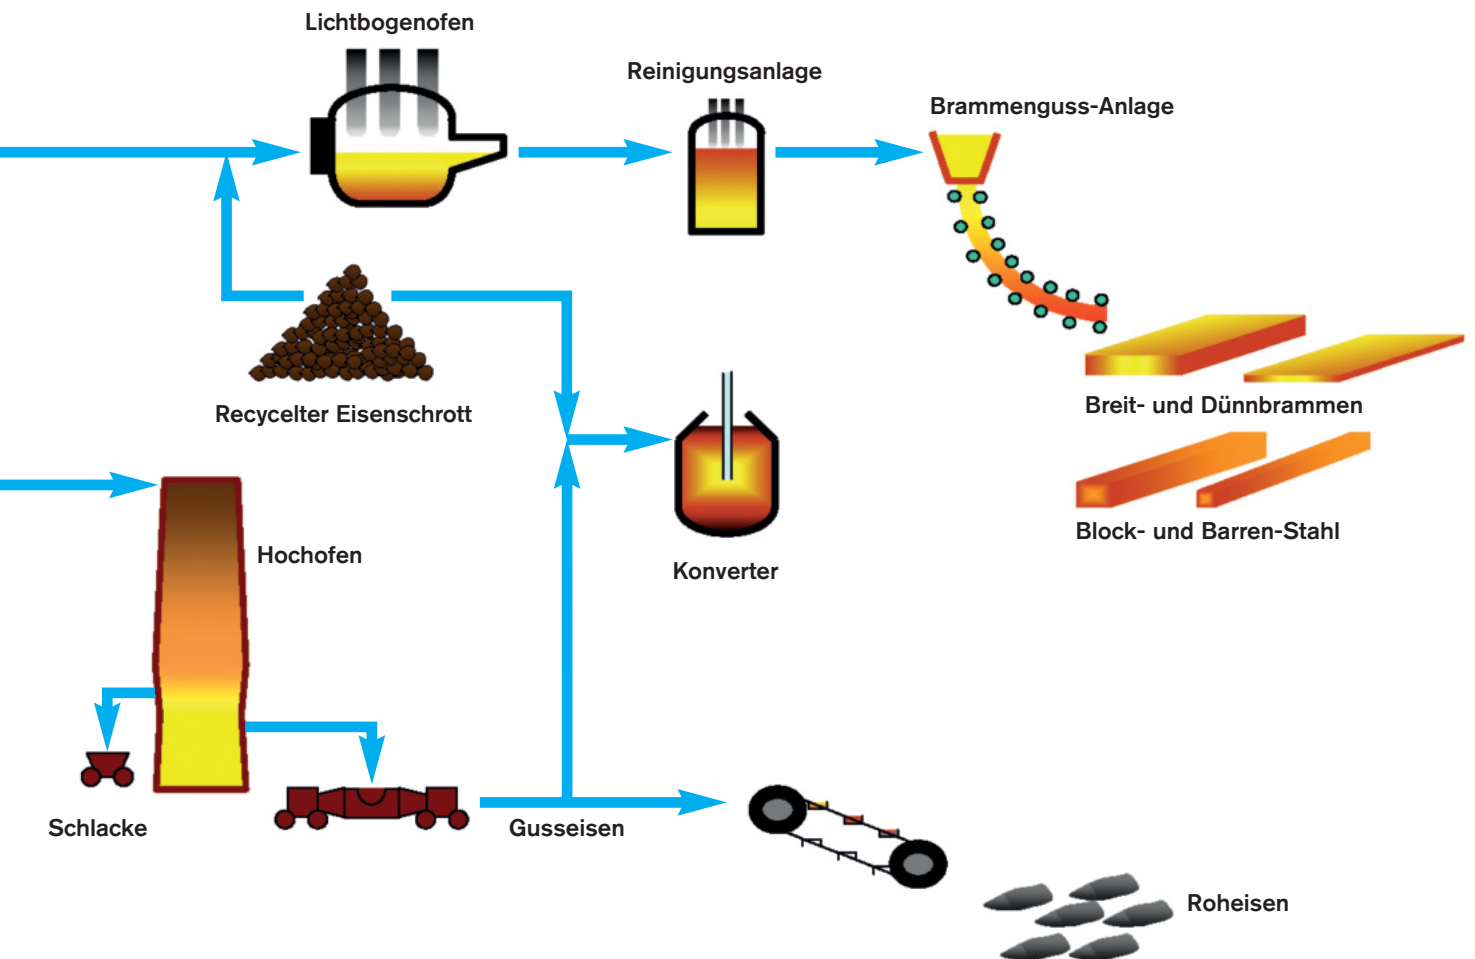 Lichtbogenofen
Reinigungsanlage
Brammenguss-Anlage
Recycelter Eisenschrott
Breit- und Dünnbrammen
Block- und Barren-Stahl
Hochofen
Konverter
Schlacke
Gusseisen
Roheisen